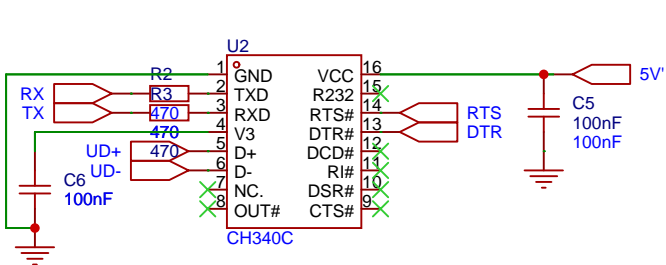 U2
R2
1
GND
VCC
16
RX
R3
2
TXD
R232
15
5V'
TX
470
3
RXD
RTS#
14
RTS
C5
470
4
V3
DTR#
13
DTR
100nF
UD+
470
5
D+
DCD#
12
100nF
UD-
6
D-
RI#
11
C6
7
NC.
DSR#
10
100nF
8
OUT#
CTS#
9
CH340C